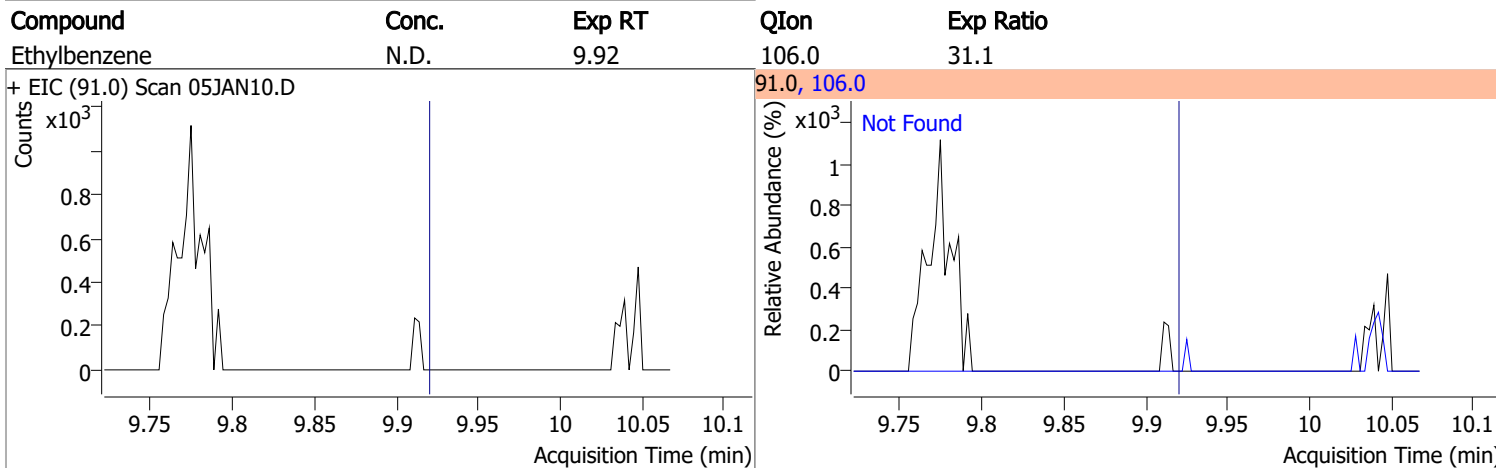 Compound Conc. Exp RT QIon Exp Ratio
Ethylbenzene N.D. 9.92 106.0 31.1
+ EIC (91.0) Scan 05JAN10.D
Counts
x10³
0.8
0.6
0.4
0.2
0
9.75 9.8 9.85 9.9 9.95 10 10.05 10.1
Acquisition Time (min)
91.0, 106.0
Relative Abundance (%)
x10³
Not Found
1
0.8
0.6
0.4
0.2
0
9.75 9.8 9.85 9.9 9.95 10 10.05 10.1
Acquisition Time (min)